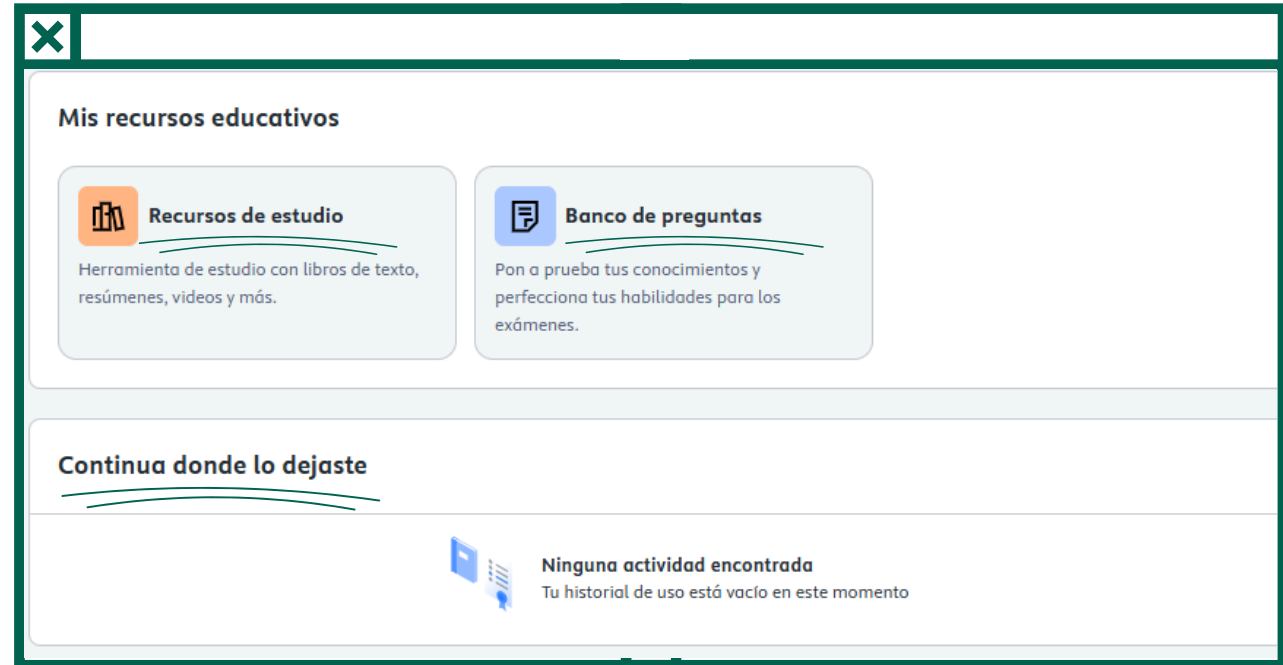 Mis recursos educativos
Recursos de estudio
Herramienta de estudio con libros de texto,
resúmenes, videos y más.
Banco de preguntas
Pon a prueba tus conocimientos y
perfecciona tus habilidades para los
exámenes.
Continua donde lo dejaste
Ninguna actividad encontrada
Tu historial de uso está vacío en este momento